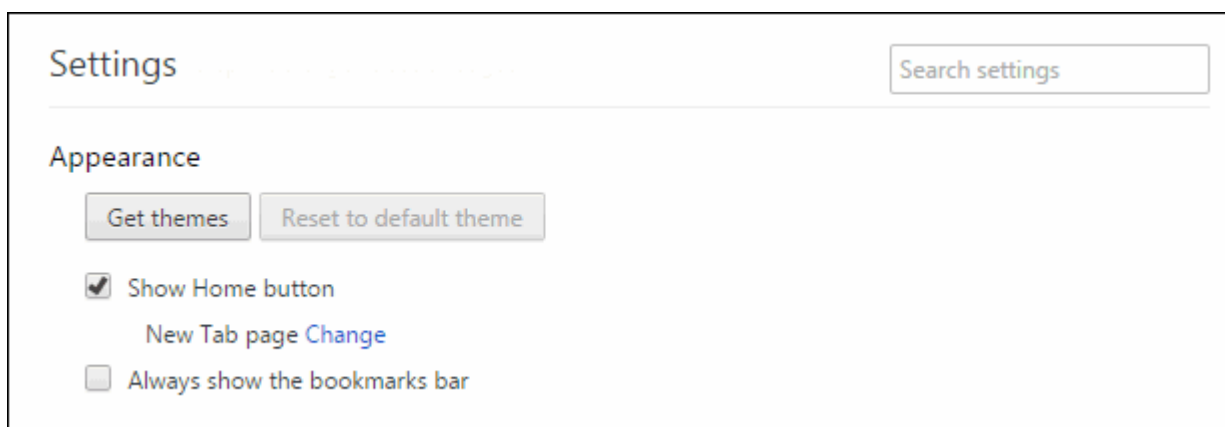 Settings
Search settings
Appearance
Get themes Reset to default theme
Show Home button
New Tab page Change
Always show the bookmarks bar